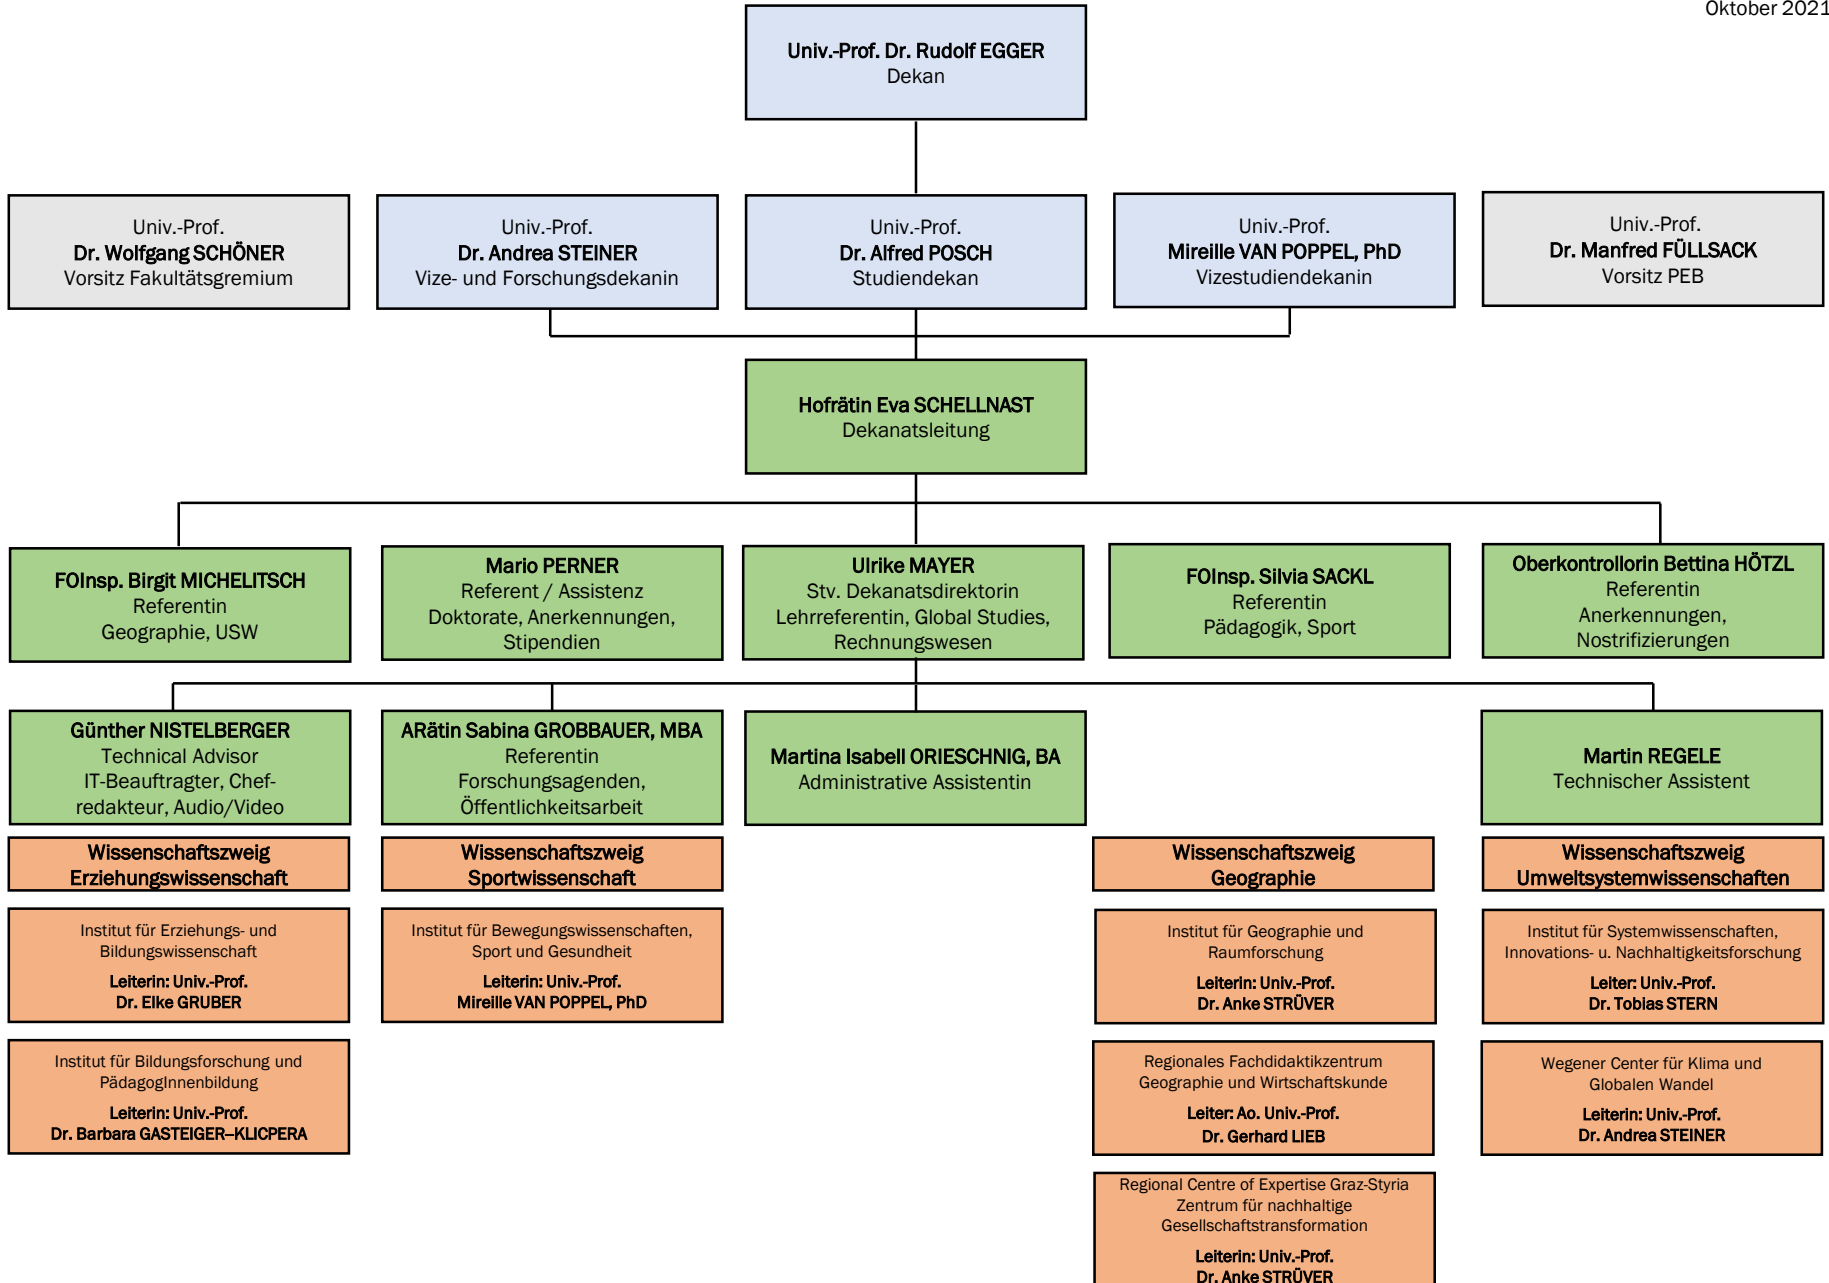 Oktober 2021
Univ.-Prof. Dr. Rudolf EGGER
Dekan
Univ.-Prof.
Dr. Wolfgang SCHÖNER
Vorsitz Fakultätsgremium
Univ.-Prof.
Dr. Andrea STEINER
Vize- und Forschungsdekanin
Univ.-Prof.
Dr. Alfred POSCH
Studiendekan
Univ.-Prof.
Mireille VAN POPPEL, PhD
Vizestudiendekanin
Univ.-Prof.
Dr. Manfred FÜLLSACK
Vorsitz PEB
Hofrätin Eva SCHELLNAST
Dekanatsleitung
FOInsp. Birgit MICHELITSCH
Referentin
Geographie, USW
Mario PERNER
Referent / Assistenz
Doktorate, Anerkennungen,
Stipendien
Ulrike MAYER
Stv. Dekanatsdirektorin
Lehrreferentin, Global Studies,
Rechnungswesen
FOInsp. Silvia SACKL
Referentin
Pädagogik, Sport
Oberkontrollorin Bettina HÖTZL
Referentin
Anerkennungen,
Nostrifizierungen
Günther NISTELBERGER
Technical Advisor
IT-Beauftragter, Chef-
redakteur, Audio/Video
ARätin Sabina GROBBAUER, MBA
Referentin
Forschungsagenden,
Öffentlichkeitsarbeit
Martina Isabell ORIESCHNIG, BA
Administrative Assistentin
Martin REGELE
Technischer Assistent
Wissenschaftszweig
Erziehungswissenschaft
Wissenschaftszweig
Sportwissenschaft
Wissenschaftszweig
Geographie
Wissenschaftszweig
Umweltsystemwissenschaften
Institut für Erziehungs- und
Bildungswissenschaft
Leiterin: Univ.-Prof.
Dr. Elke GRUBER
Institut für Bewegungswissenschaften,
Sport und Gesundheit
Leiterin: Univ.-Prof.
Mireille VAN POPPEL, PhD
Institut für Geographie und
Raumforschung
Leiterin: Univ.-Prof.
Dr. Anke STRÜVER
Institut für Systemwissenschaften,
Innovations- u. Nachhaltigkeitsforschung
Leiter: Univ.-Prof.
Dr. Tobias STERN
Institut für Bildungsforschung und
PädagogInnenbildung
Leiterin: Univ.-Prof.
Dr. Barbara GASTEIGER–KLICPERA
Regionales Fachdidaktikzentrum
Geographie und Wirtschaftskunde
Leiter: Ao. Univ.-Prof.
Dr. Gerhard LIEB
Wegener Center für Klima und
Globalen Wandel
Leiterin: Univ.-Prof.
Dr. Andrea STEINER
Regional Centre of Expertise Graz-Styria
Zentrum für nachhaltige
Gesellschaftstransformation
Leiterin: Univ.-Prof.
Dr. Anke STRÜVER